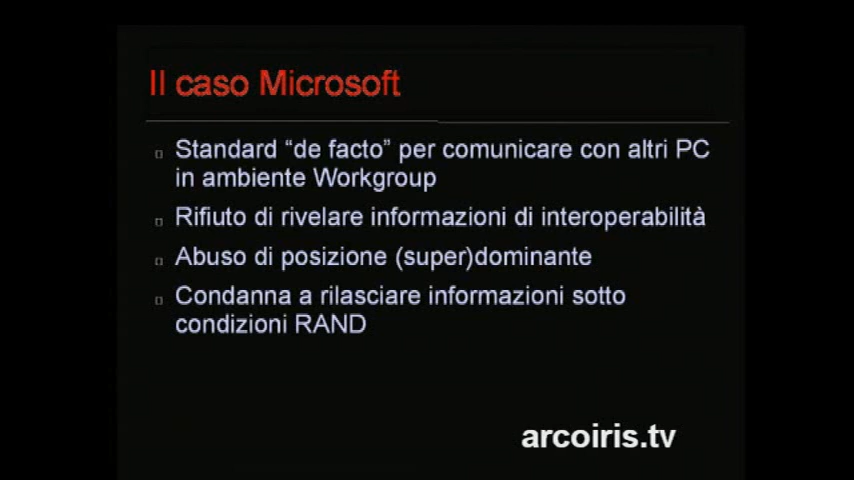 Il caso Microsoft
Standard “de facto” per comunicare con altri PC
in ambiente Workgroup
Rifiuto di rivelare informazioni di interoperabilità
Abuso di posizione (super)dominante
Condanna a rilasciare informazioni sotto
condizioni RAND
arcoiris.tv